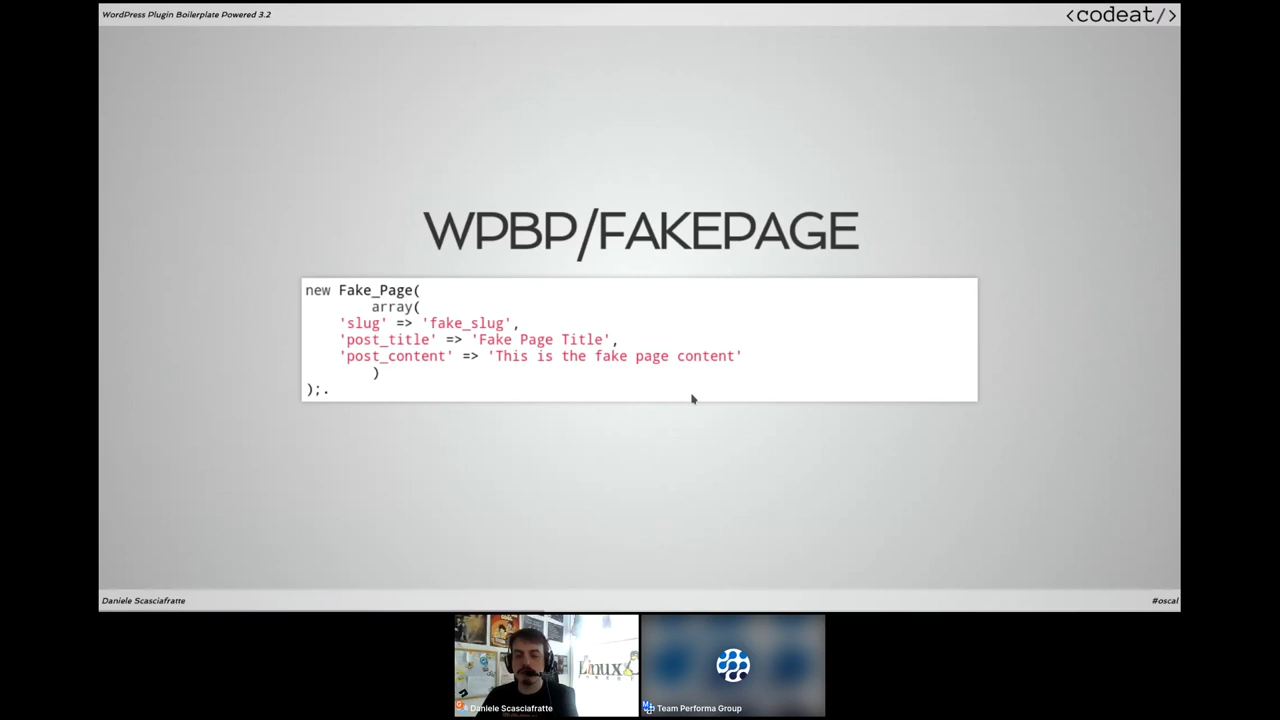 WordPress Plugin Boilerplate Powered 3.2
<codeat/>
WPBP/FAKEPAGE
new Fake_Page(
array(
'slug' => 'fake_slug',
'post_title' => 'Fake Page Title',
'post_content' => 'This is the fake page content'
)
);.
Daniele Scasciafratte
#oscal
Linux
Daniele Scasciafratte
Team Performa Group